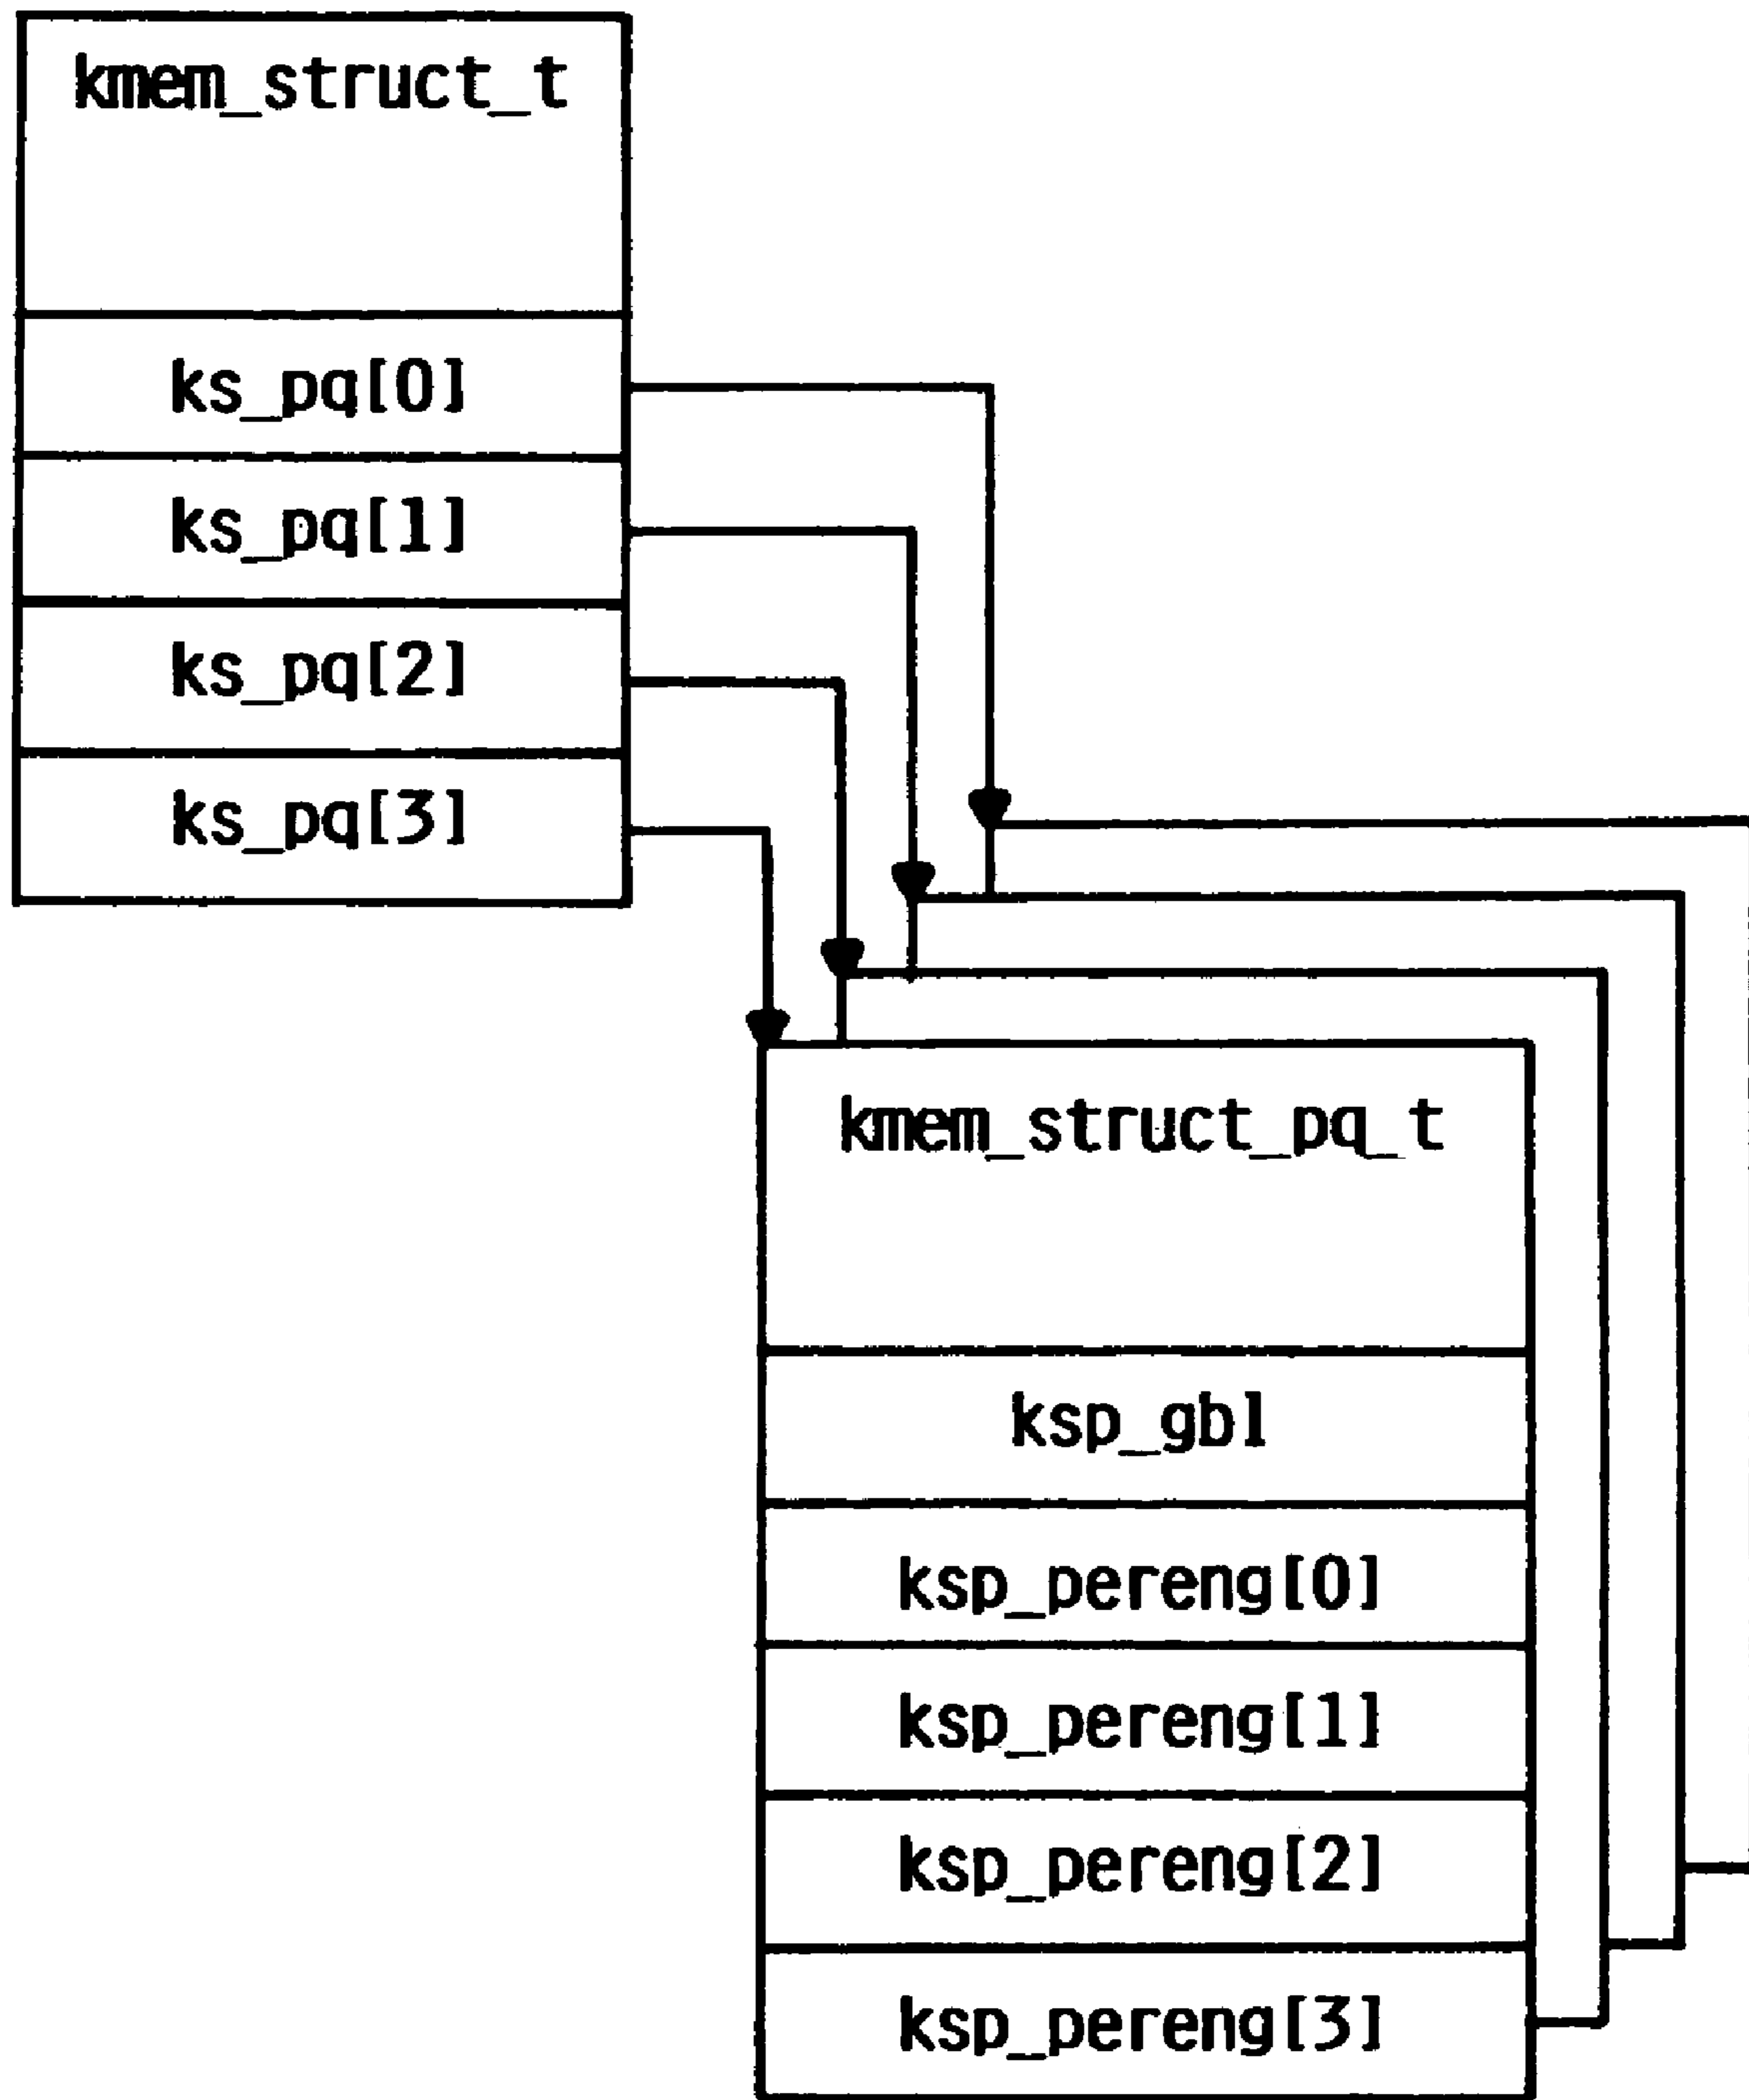 kmem_struct_t
ks_pq[0]
ks_pq[1]
ks_pq[2]
ks_pq[3]
kmem_struct_pq_t
ksp_gbl
ksp_pereng[0]
ksp_pereng[1]
ksp_pereng[2]
ksp_pereng[3]